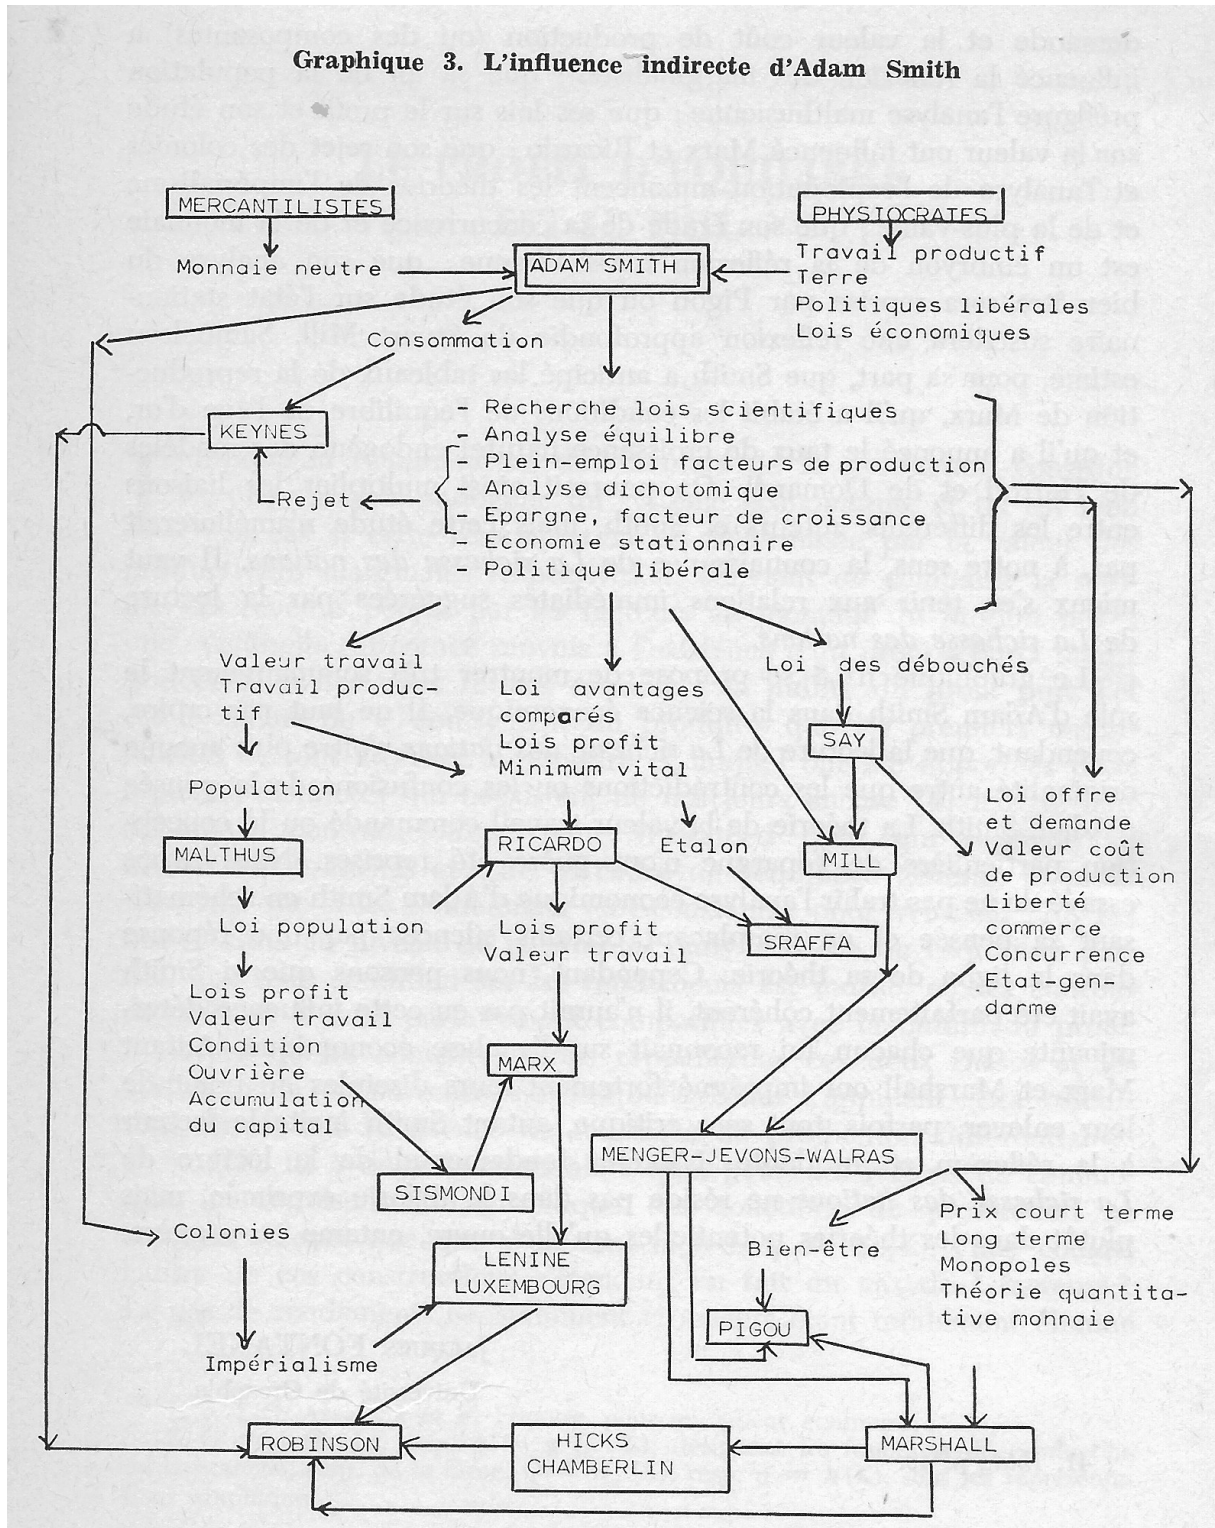 Graphique 3. L'influence indirecte d'Adam Smith
MERCANTILISTES
PHYSIOCRATES
Monnaie neutre
ADAM SMITH
Travail productif
Terre
Politiques libérales
Lois économiques
Consommation
KEYNES
- Recherche lois scientifiques
- Analyse équilibre
- Plein-emploi facteurs de production
- Analyse dichotomique
- Epargne, facteur de croissance
- Economie stationnaire
- Politique libérale
Rejet
Valeur travail
Travail produc-
tif
Loi avantages
comparés
Lois profit
Minimum vital
Loi des débouchés
SAY
Population
MALTHUS
RICARDO
Etalon
MILL
Loi offre
et demande
Valeur coût
de production
Liberté
commerce
Concurrence
Etat-gen-
darme
Loi population
Lois profit
Valeur travail
SRAFFA
Lois profit
Valeur travail
Condition
Ouvrière
Accumulation
du capital
MARX
MENGER-JEVONS-WALRAS
SISMONDI
Colonies
LENINE
LUXEMBOURG
Bien-être
Prix court terme
Long terme
Monopoles
Théorie quantita-
tive monnaie
PIGOU
Impérialisme
ROBINSON
HICKS
CHAMBERLIN
MARSHALL